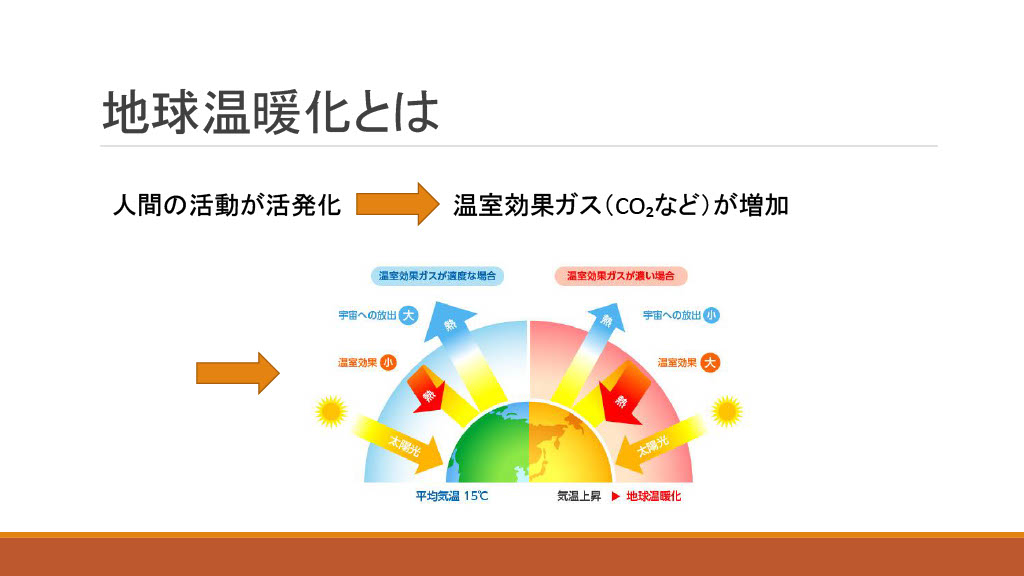 地球温暖化とは
人間の活動が活発化
温室効果ガス（CO₂など）が増加
温室効果ガスが適度な場合
温室効果ガスが濃い場合
宇宙への放出 大
熱
熱
宇宙への放出 小
温室効果 小
熱
熱
温室効果 大
太陽光
太陽光
平均気温 15℃
気温上昇 ▶ 地球温暖化